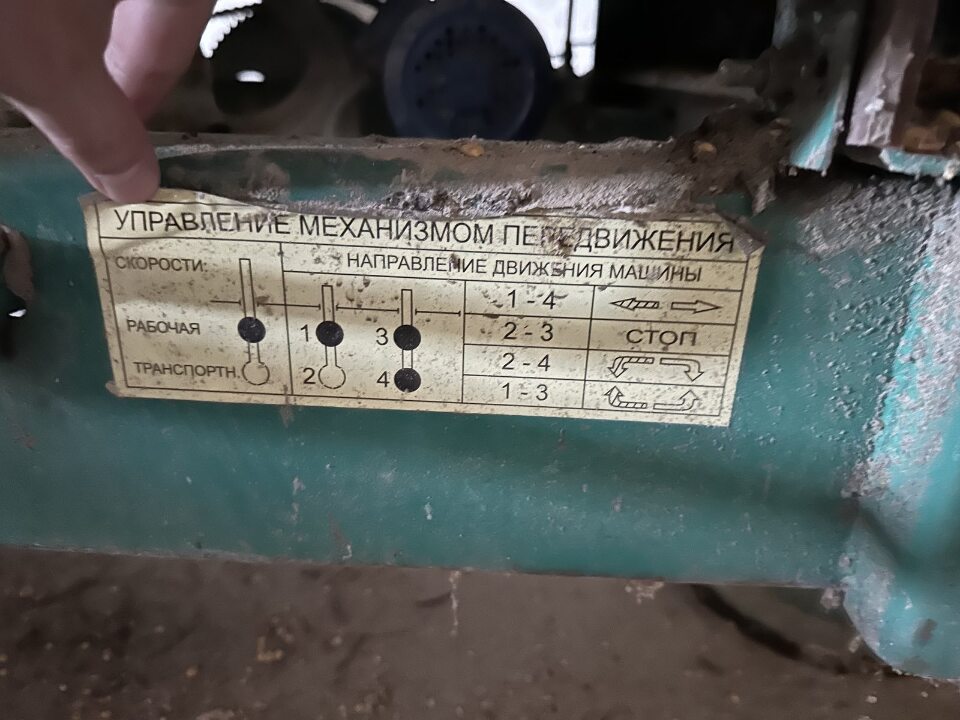 УПРАВЛЕНИЕ МЕХАНИЗМОМ ПЕРЕДВИЖЕНИЯ
СКОРОСТИ:
НАПРАВЛЕНИЕ ДВИЖЕНИЯ МАШИНЫ
РАБОЧАЯ
ТРАНСПОРТН.
1 3
2 4
1 - 4
2 - 3 СТОП
2 - 4
1 - 3